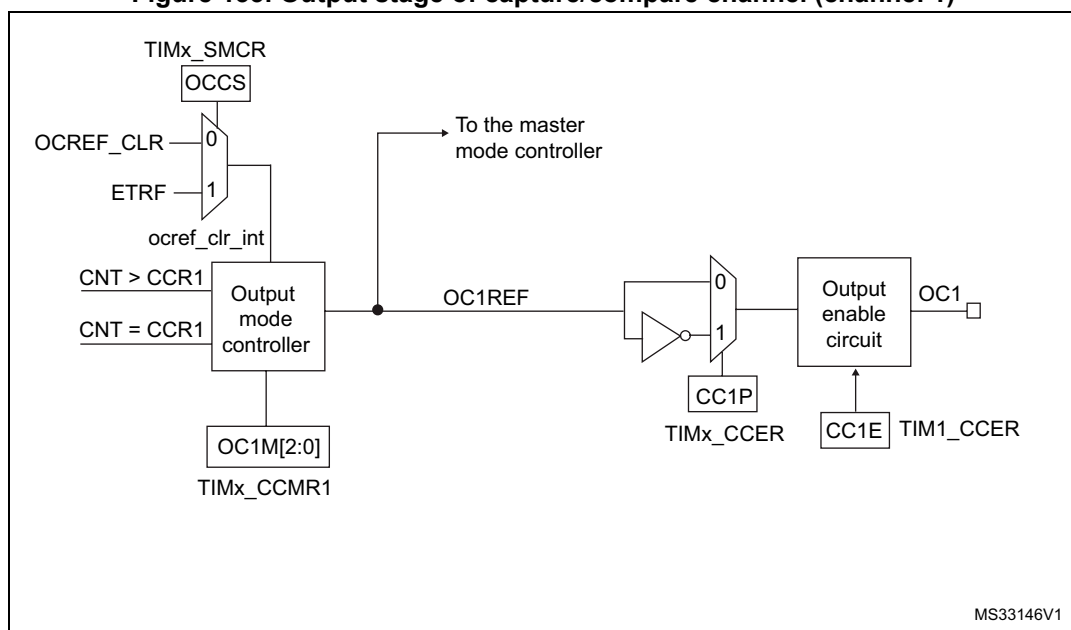 TIMx_SMCR
OCCS
OCREF_CLR
0
ETRF
1
ocref_clr_int
To the master
mode controller
CNT > CCR1
CNT = CCR1
Output
mode
controller
OC1REF
0
1
Output
enable
circuit
OC1
OC1M[2:0]
TIMx_CCMR1
CC1P
TIMx_CCER
CC1E
TIM1_CCER
MS33146V1